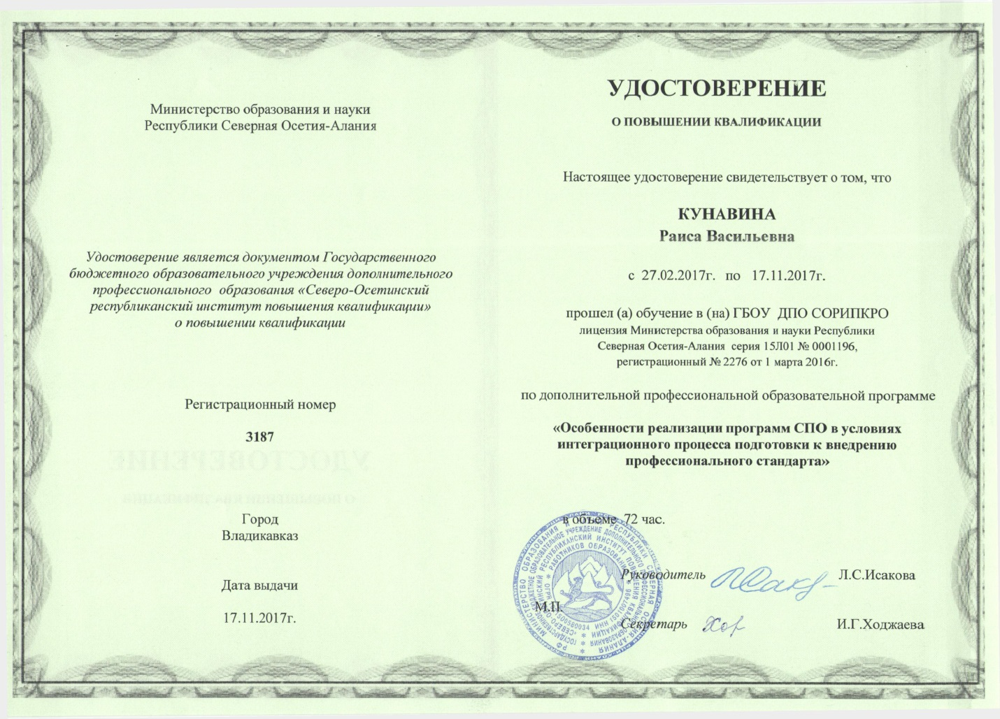 Министерство образования и науки
Республики Северная Осетия-Алания
Удостоверение является документом Государственного
бюджетного образовательного учреждения дополнительного
профессионального образования «Северо-Осетинский
республиканский институт повышения квалификации»
о повышении квалификации
Регистрационный номер
3187
Город
Владикавказ
Дата выдачи
17.11.2017г.
УДОСТОВЕРЕНИЕ
О ПОВЫШЕНИИ КВАЛИФИКАЦИИ
Настоящее удостоверение свидетельствует о том, что
КУНАВИНА
Раиса Васильевна
с 27.02.2017г. по 17.11.2017г.
прошел (а) обучение в (на) ГБОУ ДПО СОРИПКРО
лицензия Министерства образования и науки Республики
Северная Осетия-Алания серия 15Л01 № 0001196,
регистрационный № 2276 от 1 марта 2016г.
по дополнительной профессиональной образовательной программе
«Особенности реализации программ СПО в условиях
интеграционного процесса подготовки к внедрению
профессионального стандарта»
в объеме 72 час.
Руководитель Л.С.Исакова
М.П.
Секретарь И.Г.Ходжаева